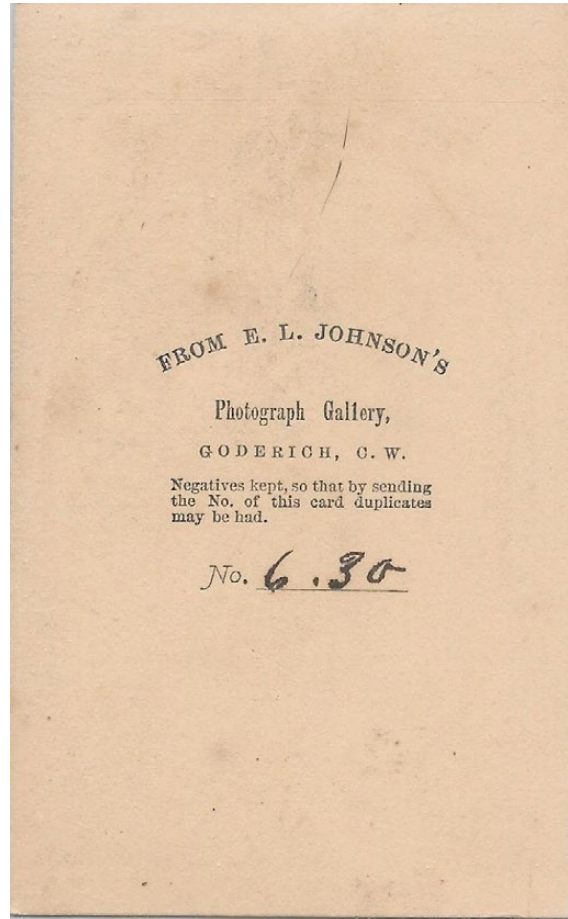 FROM E. L. JOHNSON'S
Photograph Gallery,
GODERICH, C. W.
Negatives kept, so that by sending
the No. of this card duplicates
may be had.
No. 6.30